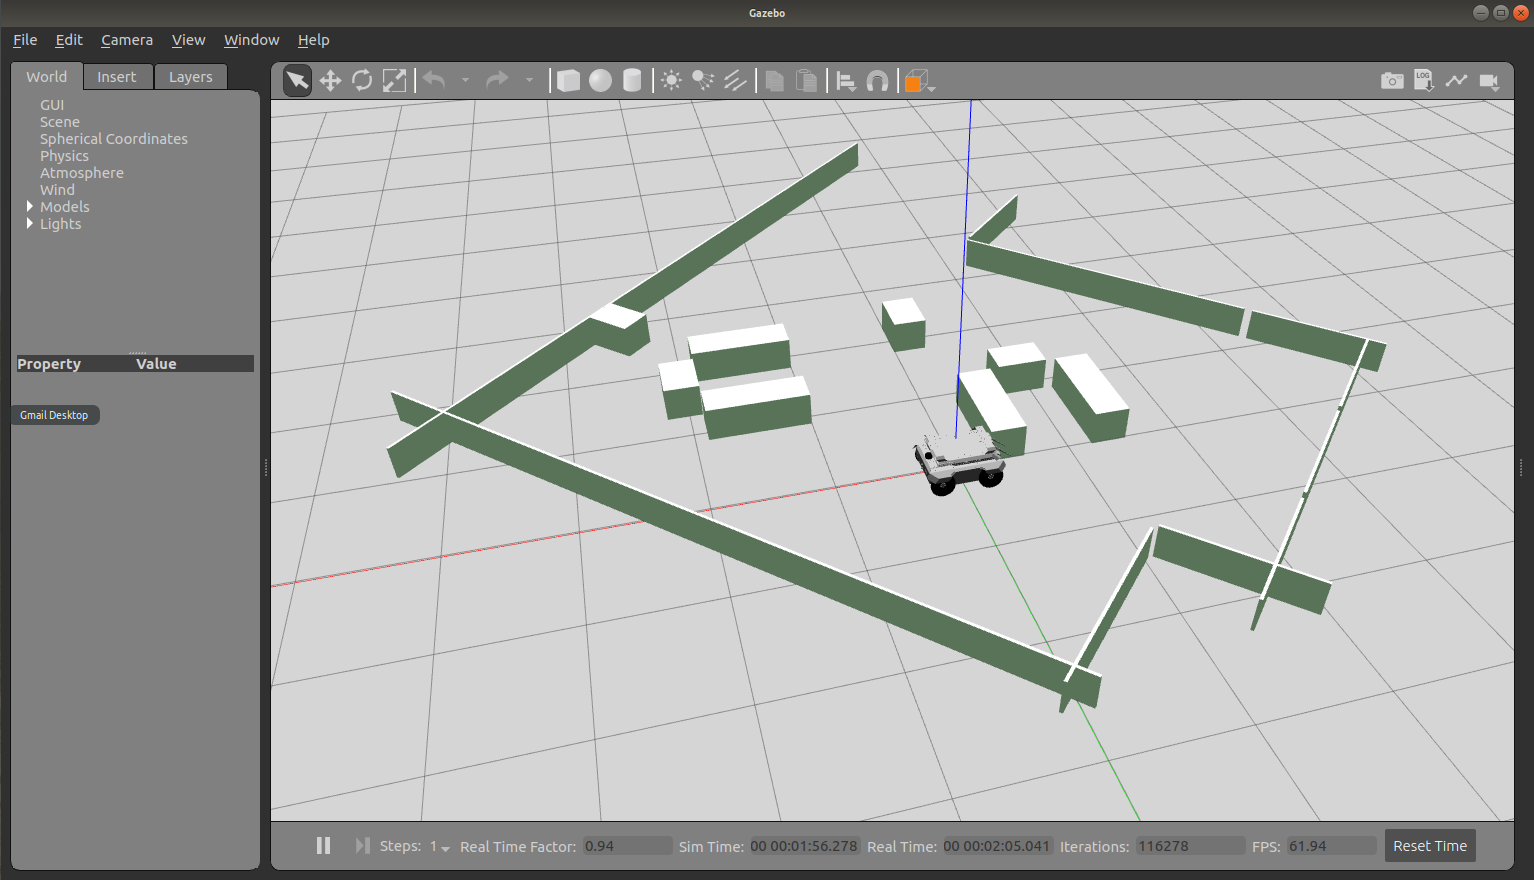 Gazebo
File Edit Camera View Window Help
World Insert Layers
GUI
Scene
Spherical Coordinates
Physics
Atmosphere
Wind
Models
Lights
Property Value
Gmail Desktop
LOG
Steps: 1 Real Time Factor: 0.94 Sim Time: 00 00:01:56.278 Real Time: 00 00:02:05.041 Iterations: 116278 FPS: 61.94 Reset Time